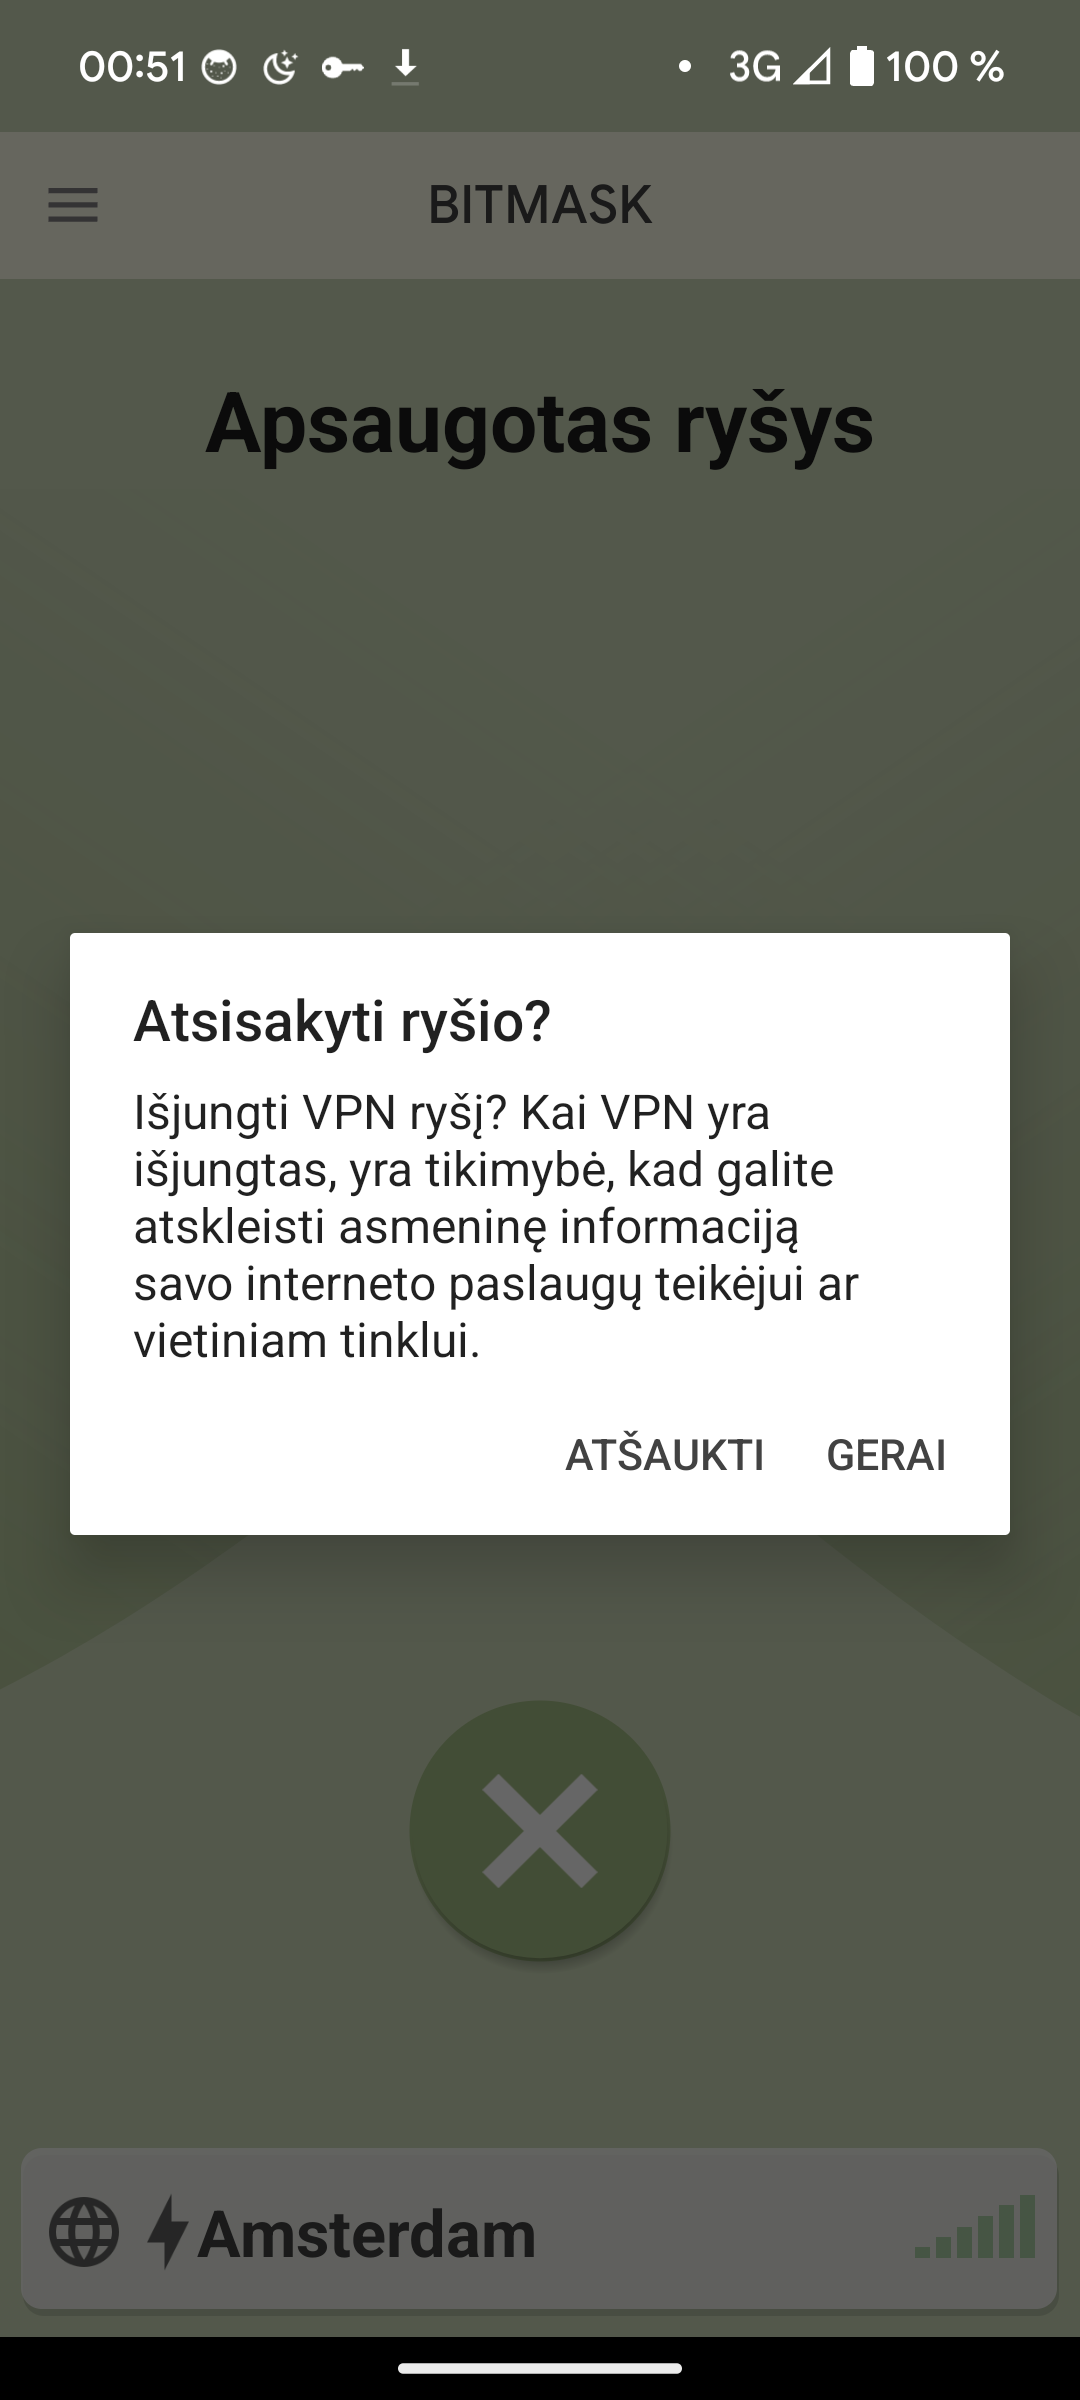 00:51 3G 100 %
BITMASK
Apsaugotas ryšys
Atsisakyti ryšio?
Išjungti VPN ryšį? Kai VPN yra
išjungtas, yra tikimybė, kad galite
atskleisti asmeninę informaciją
savo interneto paslaugų teikėjui ar
vietiniam tinklui.
ATŠAUKTI GERAI
Amsterdam